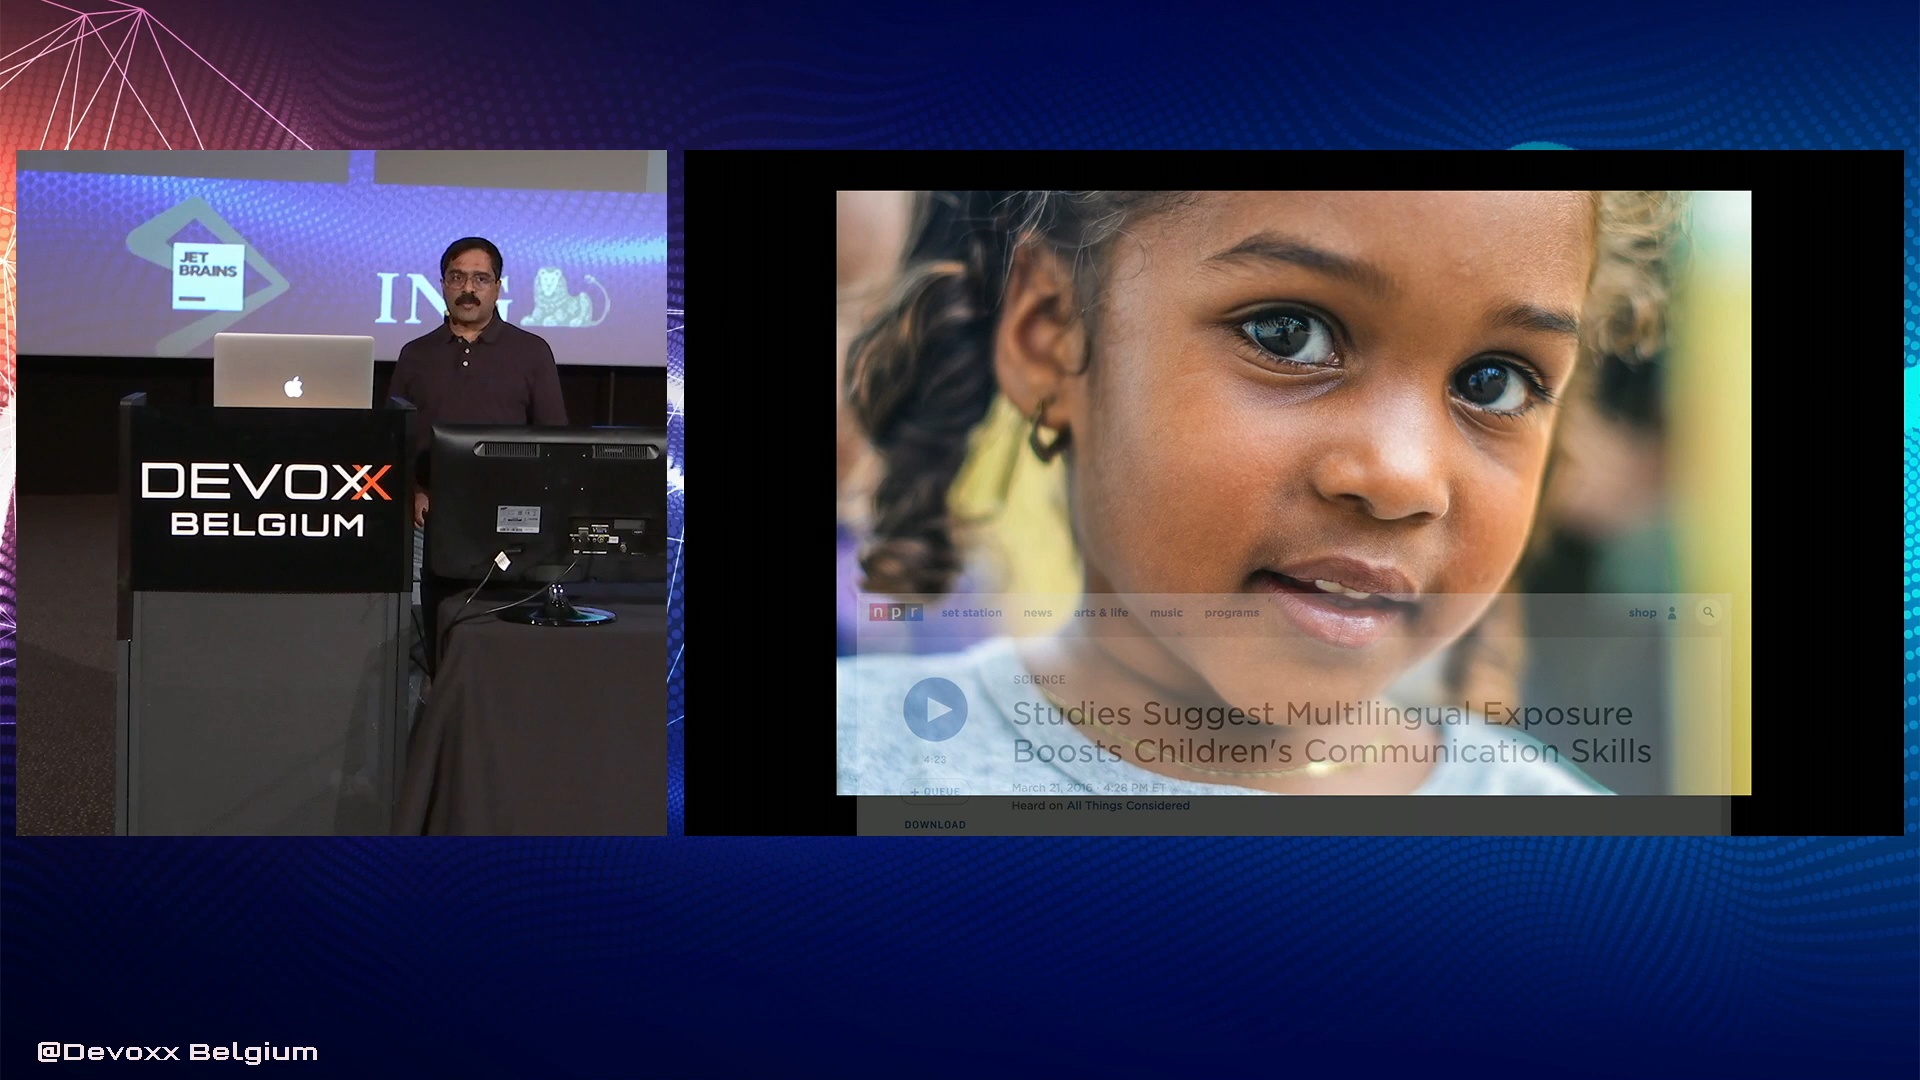 JET
BRAINS
ING
DEVOXX
BELGIUM
npr
set station
news
arts & life
music
programs
shop
SCIENCE
Studies Suggest Multilingual Exposure
Boosts Children's Communication Skills
4:23
+ QUEUE
March 21, 2016 · 4:28 PM ET
Heard on All Things Considered
DOWNLOAD
@Devoxx Belgium